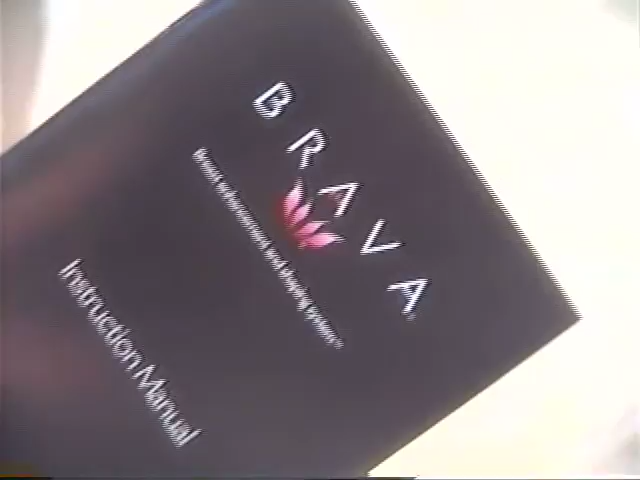 BRAVA
Breast enhancement and shaping system®
Instruction Manual